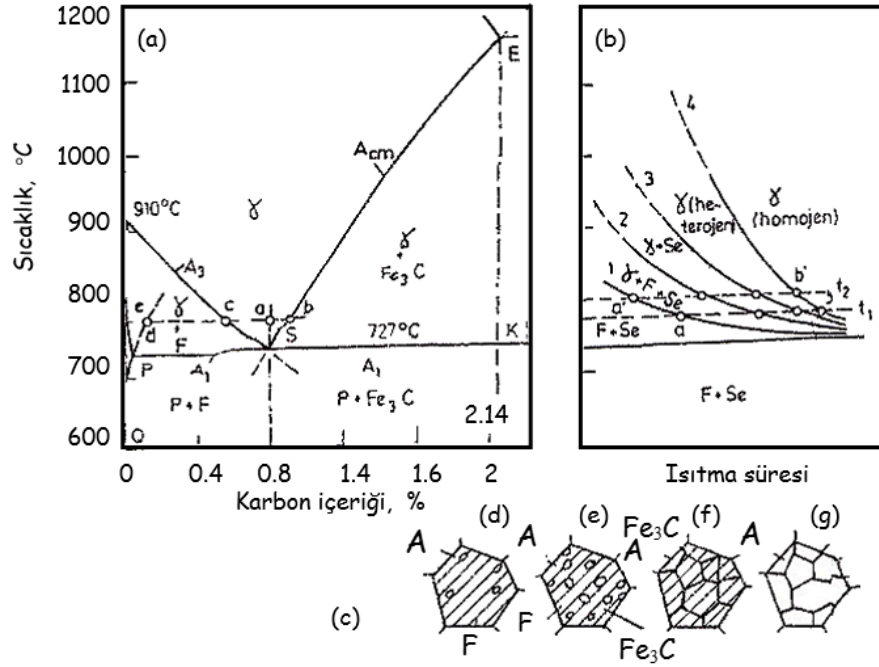 (a)
(b)
Sıcaklık, °C
1200
1100
1000
900
800
700
600
910°C
A3
γ
γ
+
F
e
d
c
a
b
S
P
Q
A1
A1
Acm
E
K
γ
+
Fe3C
727°C
P + F
P + Fe3C
2.14
0
0.4
0.8
1.4
1.6
2
Karbon içeriği, %
1
2
3
4
γ(he-
terojen)
γ
(homojen)
γ+Se
γ+F+Se
F+Se
a'
a
b'
t2
t1
F + Se
Isıtma süresi
(c)
(d)
(e)
(f)
(g)
A
A
A
A
Fe3C
F
F
Fe3C